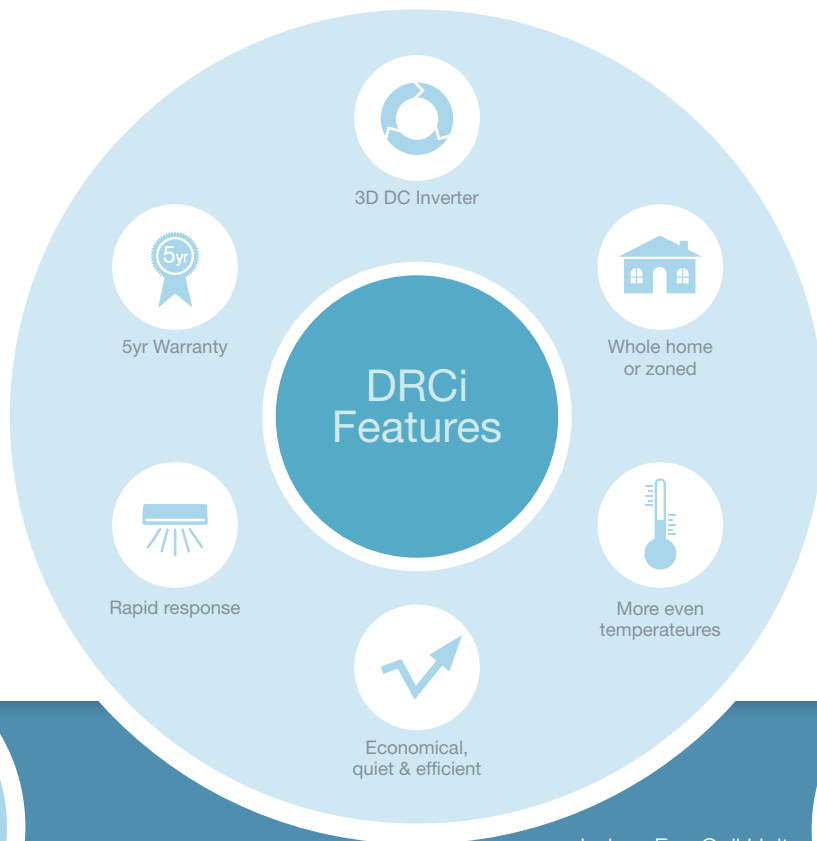 3D DC Inverter
5yr
5yr Warranty
Whole home
or zoned
DRCi
Features
Rapid response
More even
temperateures
Economical,
quiet & efficient